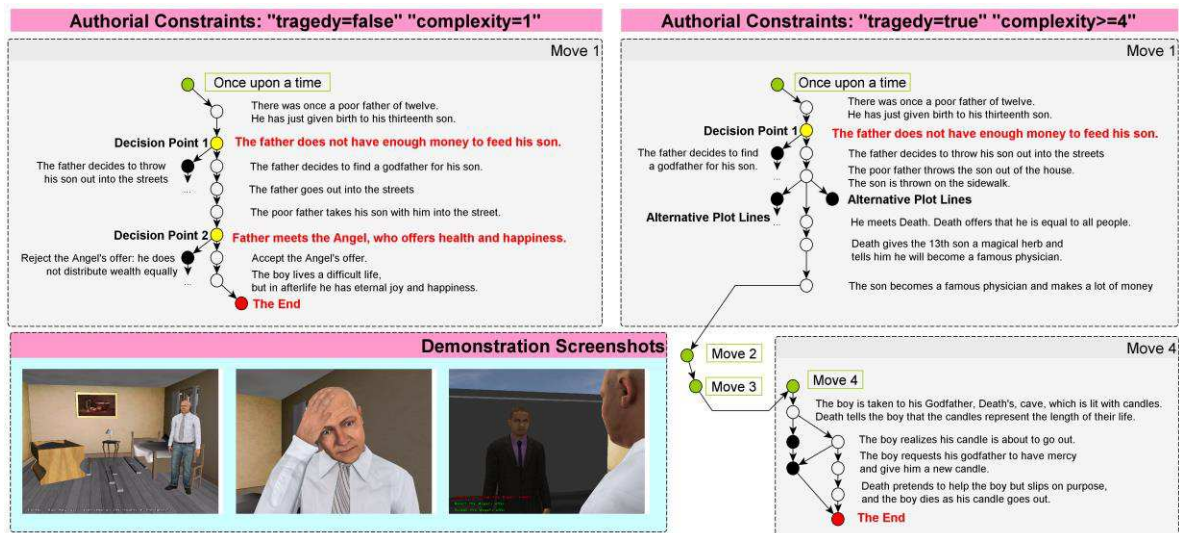 Authorial Constraints: "tragedy=false" "complexity=1"
Move 1
Once upon a time
There was once a poor father of twelve.
He has just given birth to his thirteenth son.
Decision Point 1
The father does not have enough money to feed his son.
The father decides to throw
his son out into the streets
...
The father decides to find a godfather for his son.
The father goes out into the streets
The poor father takes his son with him into the street.
Decision Point 2
Father meets the Angel, who offers health and happiness.
Reject the Angel's offer: he does
not distribute wealth equally
...
Accept the Angel's offer.
The boy lives a difficult life,
but in afterlife he has eternal joy and happiness.
The End
Authorial Constraints: "tragedy=true" "complexity>=4"
Move 1
Once upon a time
There was once a poor father of twelve.
He has just given birth to his thirteenth son.
Decision Point 1
The father does not have enough money to feed his son.
The father decides to find
a godfather for his son.
...
The father decides to throw his son out into the streets
The poor father throws the son out of the house.
The son is thrown on the sidewalk.
Alternative Plot Lines
Alternative Plot Lines
...
He meets Death. Death offers that he is equal to all people.
Death gives the 13th son a magical herb and
tells him he will become a famous physician.
The son becomes a famous physician and makes a lot of money
Demonstration Screenshots
Move 2
Move 3
Move 4
Move 4
The boy is taken to his Godfather, Death's, cave, which is lit with candles.
Death tells the boy that the candles represent the length of their life.
The boy realizes his candle is about to go out.
The boy requests his godfather to have mercy
and give him a new candle.
Death pretends to help the boy but slips on purpose,
and the boy dies as his candle goes out.
The End